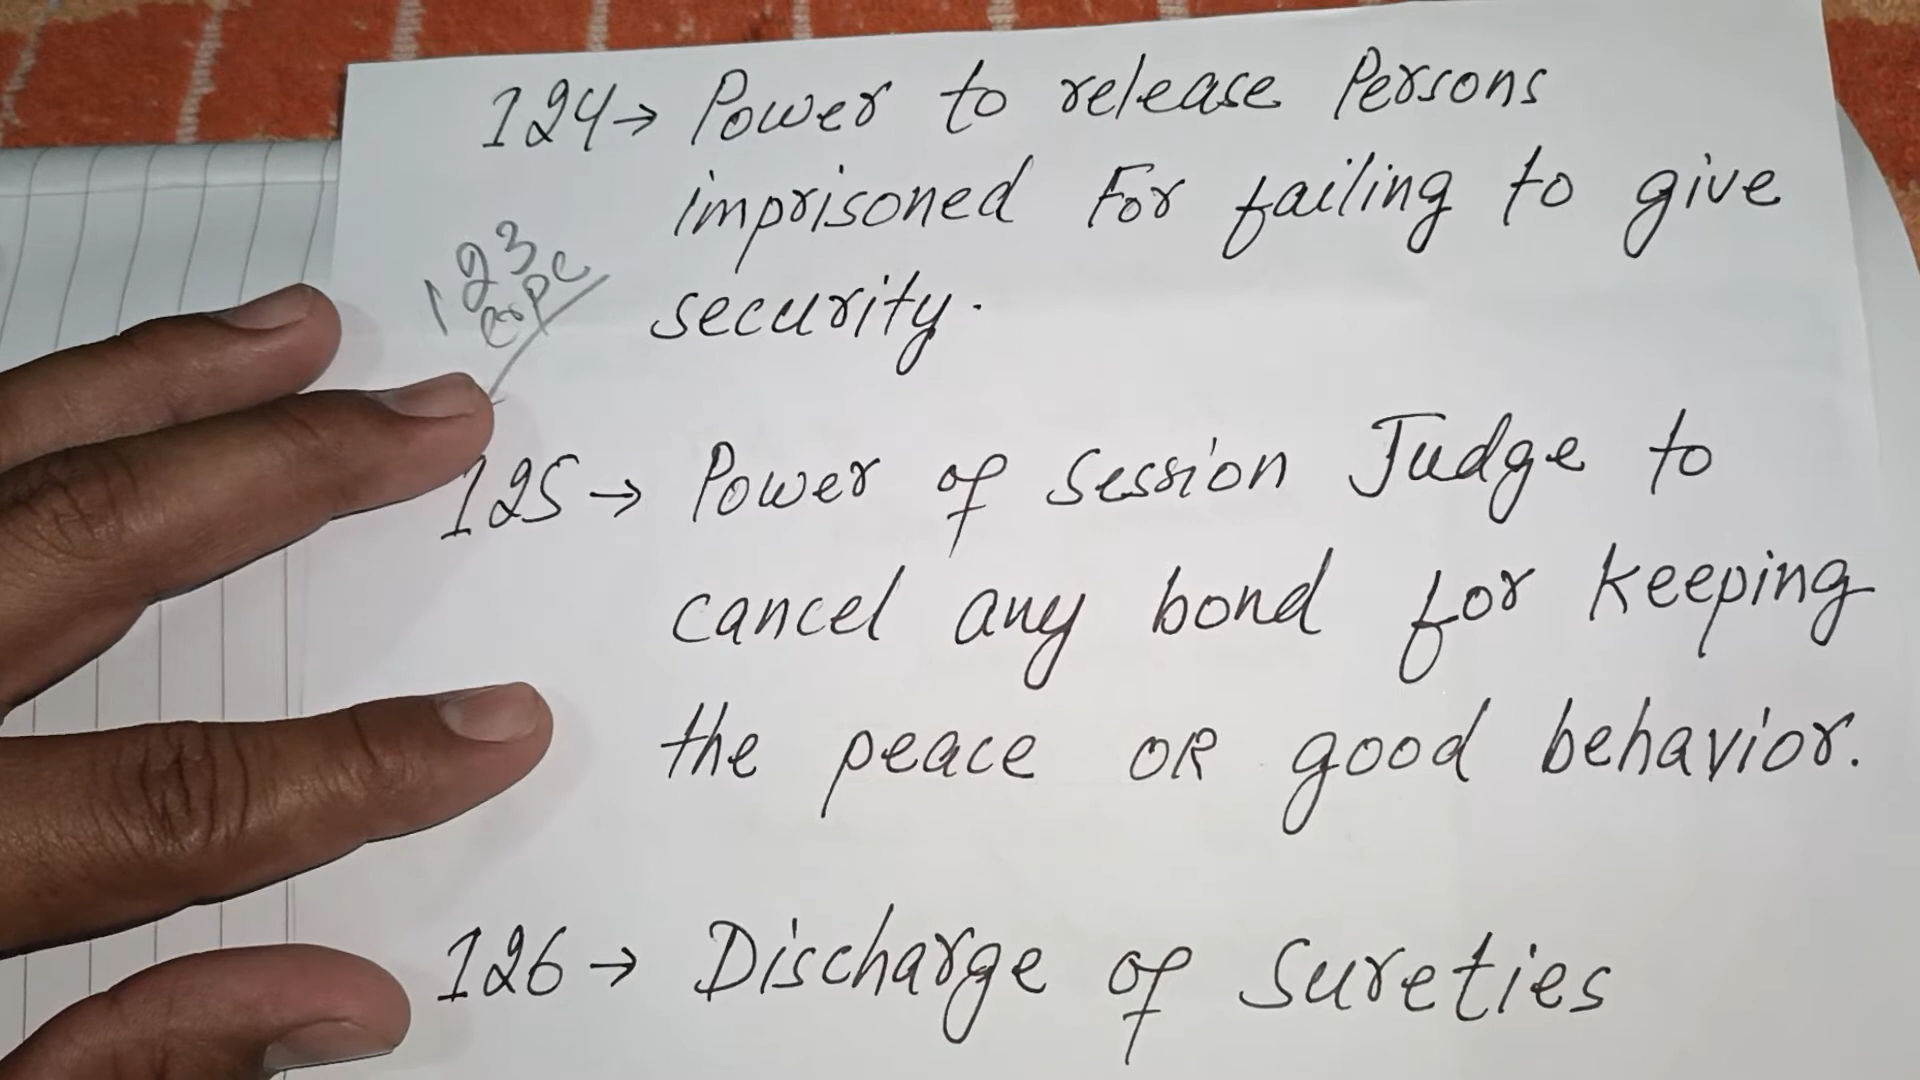 124→ Power to release Persons
imprisoned For failing to give
security.
123
crpc
125→ Power of Session Judge to
cancel any bond for Keeping
the peace OR good behavior.
126→ Discharge of Sureties